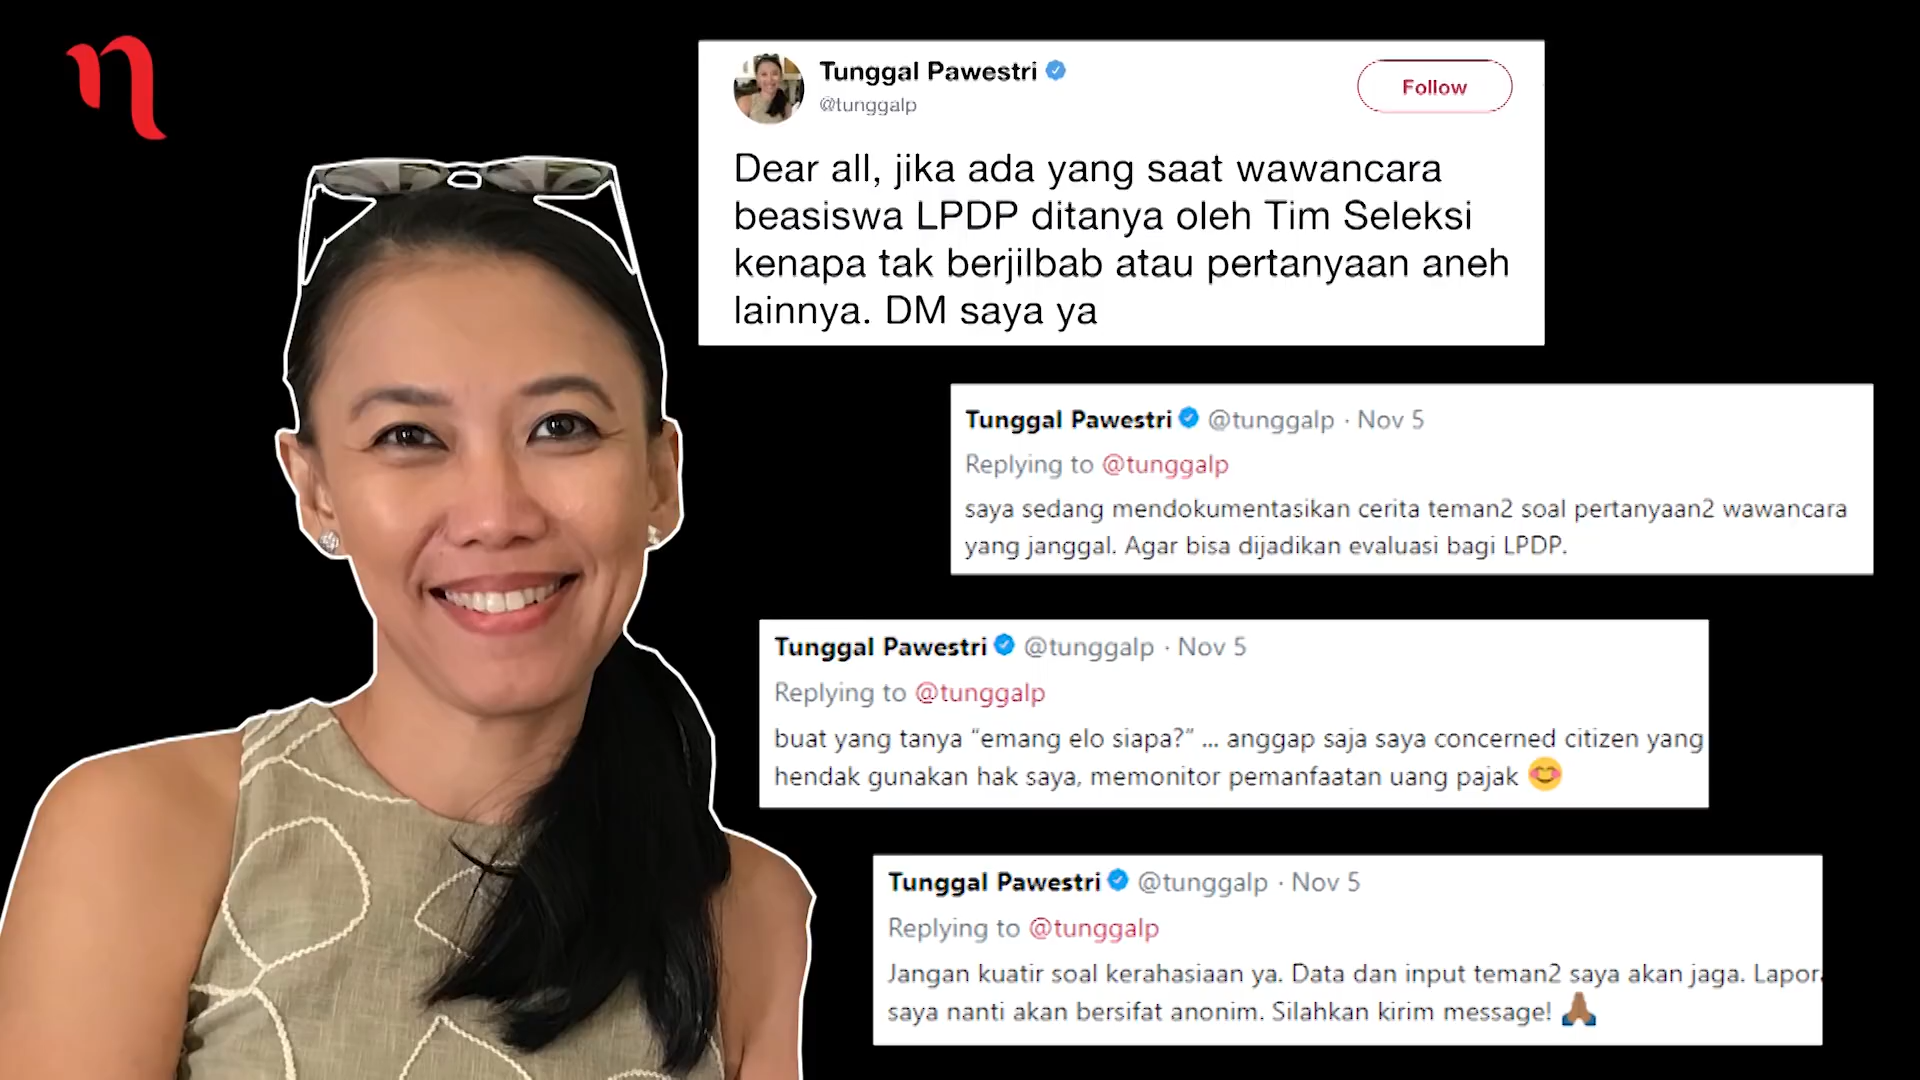 Tunggal Pawestri
@tunggalp
Follow
Dear all, jika ada yang saat wawancara
beasiswa LPDP ditanya oleh Tim Seleksi
kenapa tak berjilbab atau pertanyaan aneh
lainnya. DM saya ya
Tunggal Pawestri @tunggalp · Nov 5
Replying to @tunggalp
saya sedang mendokumentasikan cerita teman2 soal pertanyaan2 wawancara
yang janggal. Agar bisa dijadikan evaluasi bagi LPDP.
Tunggal Pawestri @tunggalp · Nov 5
Replying to @tunggalp
buat yang tanya “emang elo siapa?” ... anggap saja saya concerned citizen yang
hendak gunakan hak saya, memonitor pemanfaatan uang pajak 😊
Tunggal Pawestri @tunggalp · Nov 5
Replying to @tunggalp
Jangan kuatir soal kerahasiaan ya. Data dan input teman2 saya akan jaga.
saya nanti akan bersifat anonim. Silahkan kirim message! 🙏🏾